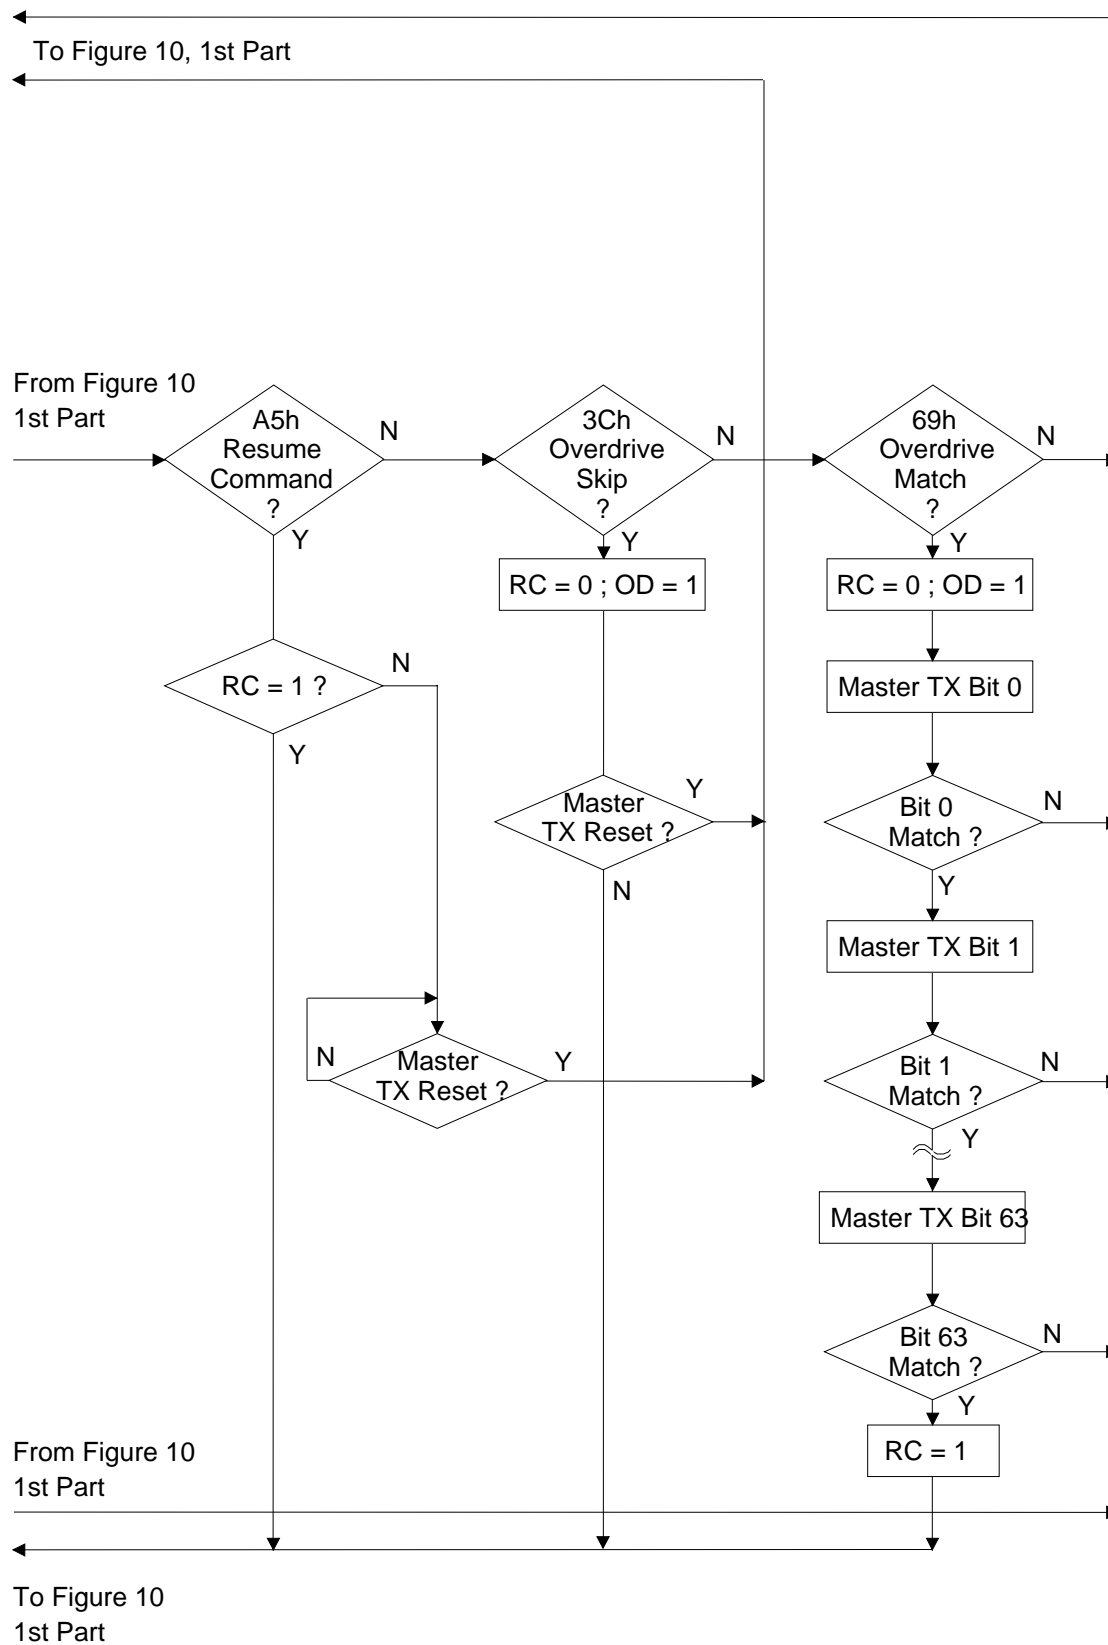 To Figure 10, 1st Part
From Figure 10
1st Part
A5h
Resume
Command
?
N
Y
3Ch
Overdrive
Skip
?
N
Y
69h
Overdrive
Match
?
N
Y
RC = 0 ; OD = 1
RC = 0 ; OD = 1
RC = 1 ?
N
Y
Master TX Bit 0
Master
TX Reset ?
Y
N
Bit 0
Match ?
N
Y
Master TX Bit 1
Master
TX Reset ?
N
Y
Bit 1
Match ?
N
Y
Master TX Bit 63
Bit 63
Match ?
N
Y
RC = 1
From Figure 10
1st Part
To Figure 10
1st Part